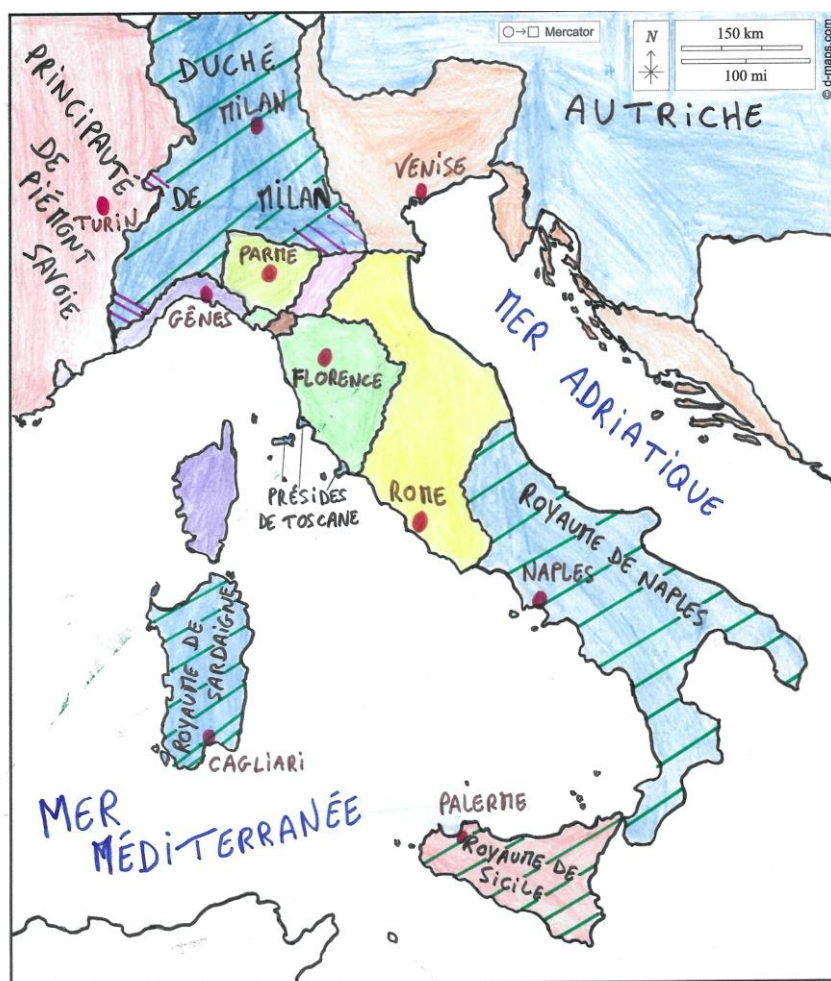 ○→□ Mercator
N
150 km
100 mi
© d-maps.com
PRINCIPAUTÉ
DE
PIÉMONT
SAVOIE
TURIN
DUCHÉ
MILAN
DE
MILAN
VENISE
AUTRICHE
PARME
GÊNES
FLORENCE
MER ADRIATIQUE
PRÉSIDES
DE TOSCANE
ROME
ROYAUME DE NAPLES
NAPLES
ROYAUME DE
SARDAIGNE
CAGLIARI
MER
MÉDITERRANÉE
PALERME
ROYAUME DE
SICILE